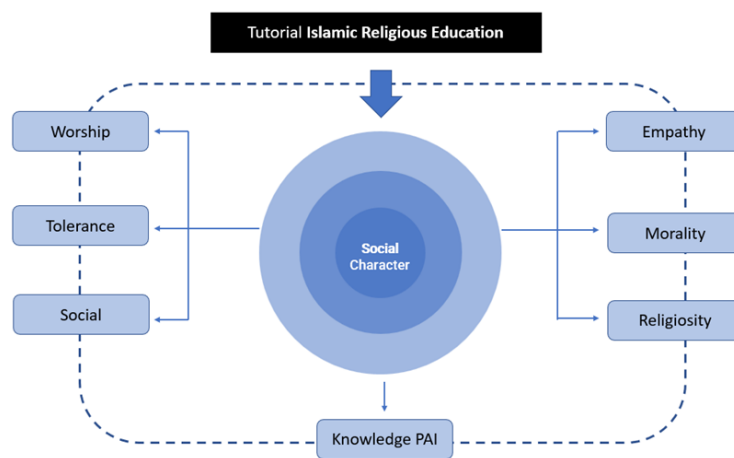 Tutorial Islamic Religious Education
Worship
Tolerance
Social
Social
Character
Empathy
Morality
Religiosity
Knowledge PAI